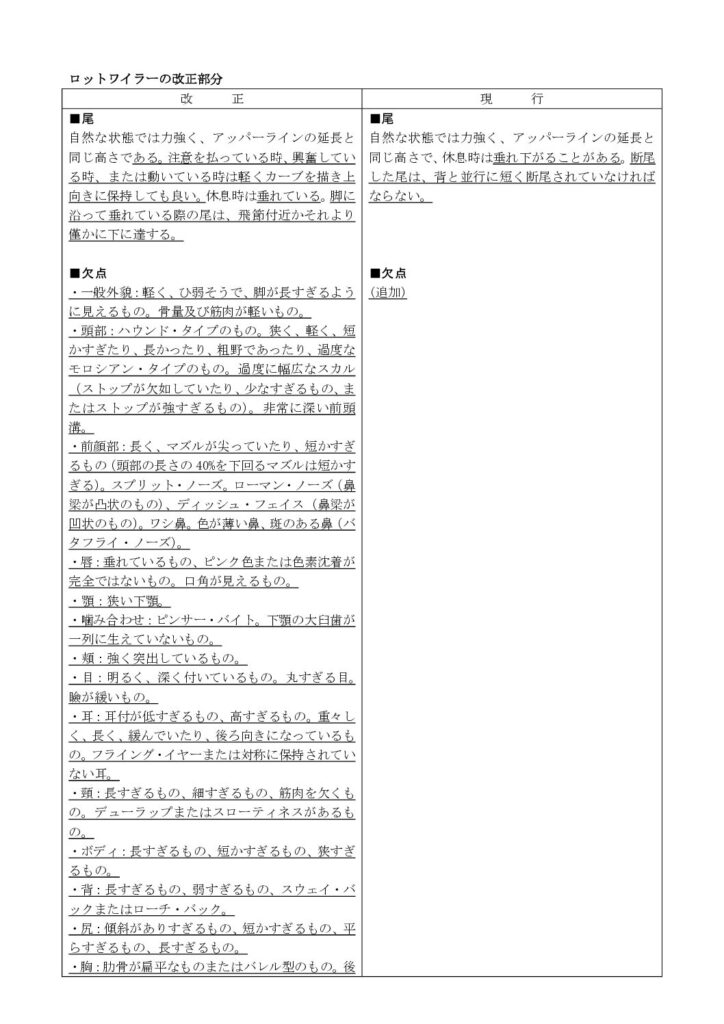 ロットワイラーの改正部分
改　　正
現　　行
■尾
自然な状態では力強く、アッパーラインの延長と
同じ高さである。注意を払っている時、興奮してい
る時、または動いている時は軽くカーブを描き上
向きに保持しても良い。休息時は垂れている。脚に
沿って垂れている際の尾は、飛節付近かそれより
僅かに下に達する。
■欠点
・一般外貌：軽く、ひ弱そうで、脚が長すぎるよう
に見えるもの。骨量及び筋肉が軽いもの。
・頭部：ハウンド・タイプのもの。狭く、軽く、短
かすぎたり、長かったり、粗野であったり、過度な
モロシアン・タイプのもの。過度に幅広なスカル
（ストップが欠如していたり、少なすぎるもの、ま
たはストップが強すぎるもの）。非常に深い前頭
溝。
・前顔部：長く、マズルが尖っていたり、短かすぎ
るもの（頭部の長さの 40%を下回るマズルは短かす
ぎる）。スプリット・ノーズ。ローマン・ノーズ（鼻
梁が凸状のもの）、ディッシュ・フェイス（鼻梁が
凹状のもの）。ワシ鼻。色が薄い鼻、斑のある鼻（バ
タフライ・ノーズ）。
・唇：垂れているもの、ピンク色または色素沈着が
完全ではないもの。口角が見えるもの。
・顎：狭い下顎。
・噛み合わせ：ピンサー・バイト。下顎の大臼歯が
一列に生えていないもの。
・頬：強く突出しているもの。
・目：明るく、深く付いているもの。丸すぎる目。
瞼が緩いもの。
・耳：耳付が低すぎるもの、高すぎるもの。重々し
く、長く、緩んでいたり、後ろ向きになっているも
の。フライング・イヤーまたは対称に保持されてい
ない耳。
・頸：長すぎるもの、細すぎるもの、筋肉を欠くも
の。デューラップまたはスローティネスがあるも
の。
・ボディ：長すぎるもの、短かすぎるもの、狭すぎ
るもの。
・背：長すぎるもの、弱すぎるもの、スウェイ・バ
ックまたはローチ・バック。
・尻：傾斜がありすぎるもの、短かすぎるもの、平
らすぎるもの、長すぎるもの。
・胸：肋骨が扁平なものまたはバレル型のもの。後
■尾
自然な状態では力強く、アッパーラインの延長と
同じ高さで、休息時は垂れ下がることがある。断尾
した尾は、背と並行に短く断尾されていなければ
ならない。
■欠点
（追加）